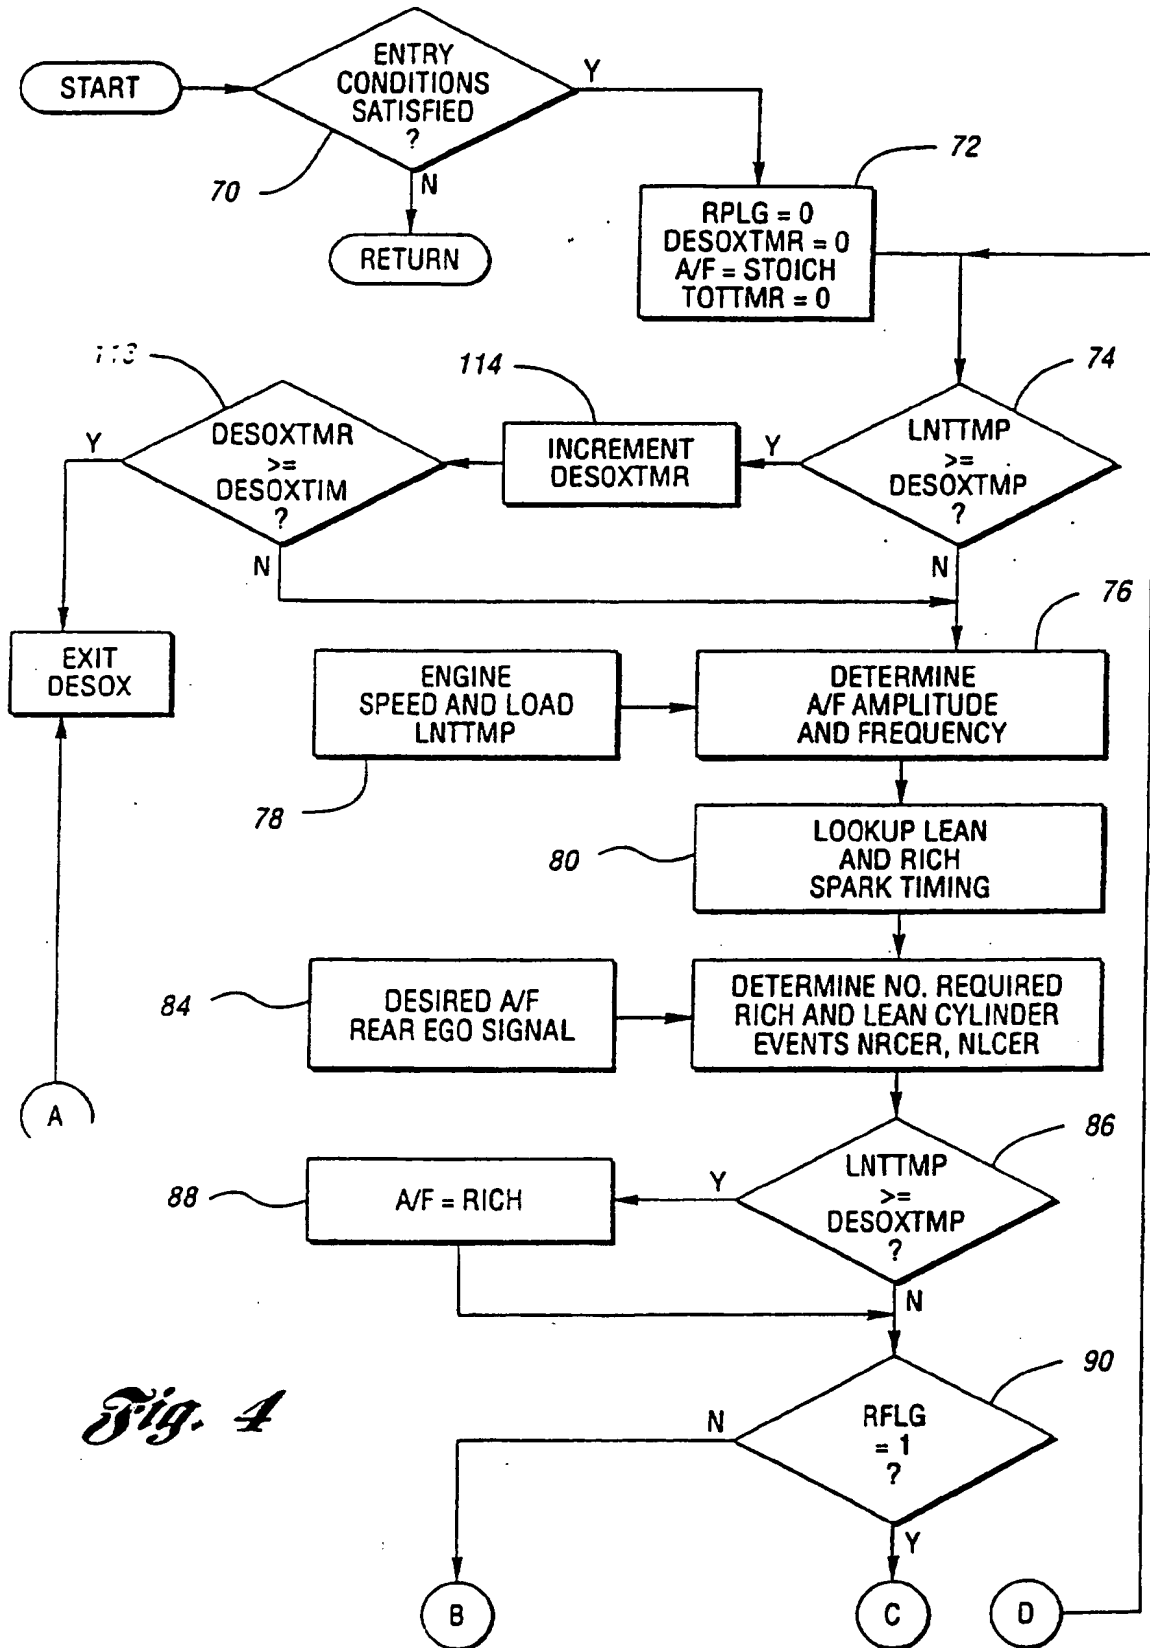 START
ENTRY
CONDITIONS
SATISFIED
?
Y
N
70
RETURN
72
RPLG = 0
DESOXTMR = 0
A/F = STOICH
TOTTMR = 0
113
114
74
DESOXTMR
>=
DESOXTIM
?
Y
N
INCREMENT
DESOXTMR
Y
LNTTMP
>=
DESOXTMP
?
N
76
EXIT
DESOX
ENGINE
SPEED AND LOAD
LNTTMP
78
DETERMINE
A/F AMPLITUDE
AND FREQUENCY
80
LOOKUP LEAN
AND RICH
SPARK TIMING
84
DESIRED A/F
REAR EGO SIGNAL
DETERMINE NO. REQUIRED
RICH AND LEAN CYLINDER
EVENTS NRCER, NLCER
A
86
88
A/F = RICH
Y
LNTTMP
>=
DESOXTMP
?
N
90
Fig. 4
N
RFLG
= 1
?
Y
B
C
D